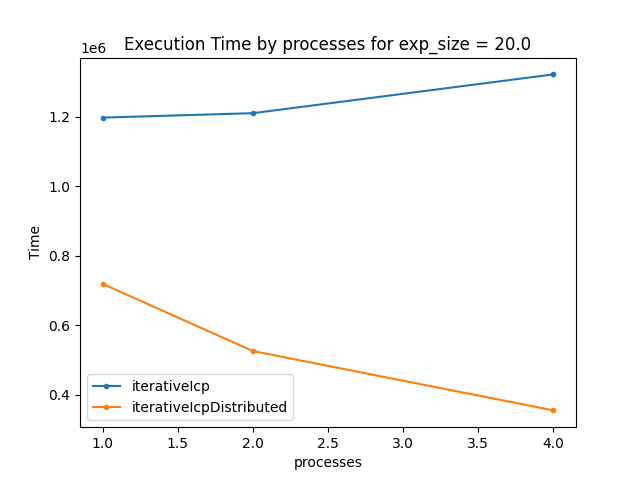 Execution Time by processes for exp_size = 20.0
1e6
1.2
1.0
0.8
0.6
0.4
Time
iterativeIcp
iterativeIcpDistributed
1.0 1.5 2.0 2.5 3.0 3.5 4.0
processes